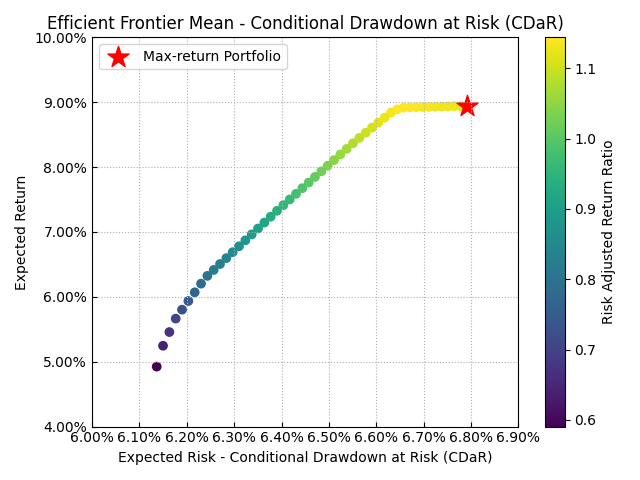 Efficient Frontier Mean - Conditional Drawdown at Risk (CDaR)
Max-return Portfolio
10.00%
9.00%
8.00%
7.00%
6.00%
5.00%
4.00%
Expected Return
6.00% 6.10% 6.20% 6.30% 6.40% 6.50% 6.60% 6.70% 6.80% 6.90%
Expected Risk - Conditional Drawdown at Risk (CDaR)
1.1
1.0
0.9
0.8
0.7
0.6
Risk Adjusted Return Ratio